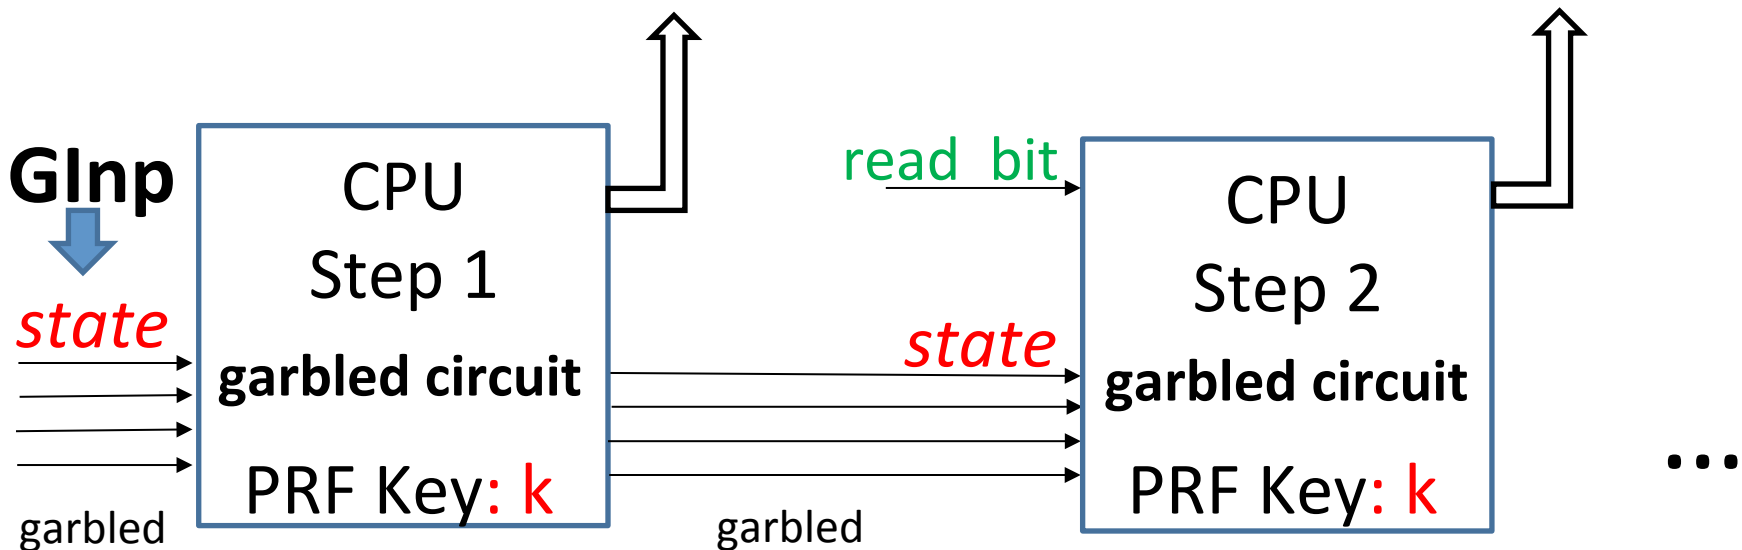 GInp
state
garbled
CPU
Step 1
garbled circuit
PRF Key: k
garbled
read bit
state
CPU
Step 2
garbled circuit
PRF Key: k
...